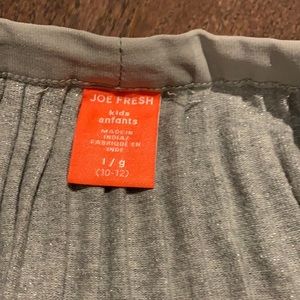 JOE FRESH
kids
enfants
MADE IN
INDIA/
FABRIQUÉ EN
INDE
l / g
(10-12)